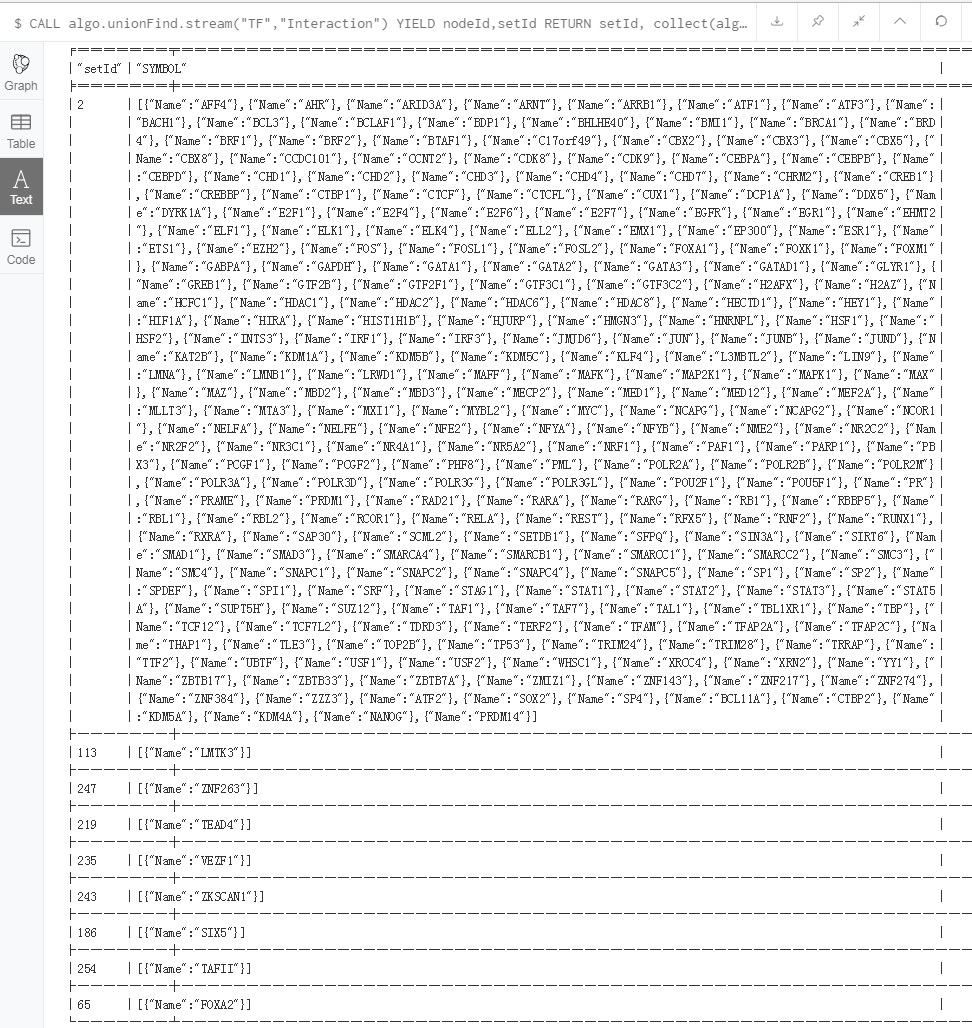 $ CALL algo.unionFind.stream("TF","Interaction") YIELD nodeId,setId RETURN setId, collect(alg…
Graph
Table
A
Text
Code
"setId" "SYMBOL"
2 [{"Name":"AFF4"},{"Name":"AHR"},{"Name":"ARID3A"},{"Name":"ARNT"},{"Name":"ARRB1"},{"Name":"ATF1"},{"Name":"ATF3"},{"Name":
"BACH1"},{"Name":"BCL3"},{"Name":"BCLAF1"},{"Name":"BDP1"},{"Name":"BHLHE40"},{"Name":"BMI1"},{"Name":"BRCA1"},{"Name":"BRD
4"},{"Name":"BRF1"},{"Name":"BRF2"},{"Name":"BTAF1"},{"Name":"C17orf49"},{"Name":"CBX2"},{"Name":"CBX3"},{"Name":"CBX5"},{"
Name":"CBX8"},{"Name":"CCDC101"},{"Name":"CCNT2"},{"Name":"CDK8"},{"Name":"CDK9"},{"Name":"CEBPA"},{"Name":"CEBPB"},{"Name"
:"CEBPD"},{"Name":"CHD1"},{"Name":"CHD2"},{"Name":"CHD3"},{"Name":"CHD4"},{"Name":"CHD7"},{"Name":"CHRM2"},{"Name":"CREB1"}
,{"Name":"CREBBP"},{"Name":"CTBP1"},{"Name":"CTCF"},{"Name":"CTCFL"},{"Name":"CUX1"},{"Name":"DCP1A"},{"Name":"DDX5"},{"Nam
e":"DYRK1A"},{"Name":"E2F1"},{"Name":"E2F4"},{"Name":"E2F6"},{"Name":"E2F7"},{"Name":"EGFR"},{"Name":"EGR1"},{"Name":"EHMT2
"},{"Name":"ELF1"},{"Name":"ELK1"},{"Name":"ELK4"},{"Name":"ELL2"},{"Name":"EMX1"},{"Name":"EP300"},{"Name":"ESR1"},{"Name"
:"ETS1"},{"Name":"EZH2"},{"Name":"FOS"},{"Name":"FOSL1"},{"Name":"FOSL2"},{"Name":"FOXA1"},{"Name":"FOXK1"},{"Name":"FOXM1"
},{"Name":"GABPA"},{"Name":"GAPDH"},{"Name":"GATA1"},{"Name":"GATA2"},{"Name":"GATA3"},{"Name":"GATAD1"},{"Name":"GLYR1"},{
"Name":"GREB1"},{"Name":"GTF2B"},{"Name":"GTF2F1"},{"Name":"GTF3C1"},{"Name":"GTF3C2"},{"Name":"H2AFX"},{"Name":"H2AZ"},{"N
ame":"HCFC1"},{"Name":"HDAC1"},{"Name":"HDAC2"},{"Name":"HDAC6"},{"Name":"HDAC8"},{"Name":"HECTD1"},{"Name":"HEY1"},{"Name"
:"HIF1A"},{"Name":"HIRA"},{"Name":"HIST1H1B"},{"Name":"HJURP"},{"Name":"HMGN3"},{"Name":"HNRNPL"},{"Name":"HSF1"},{"Name":"
HSF2"},{"Name":"INTS3"},{"Name":"IRF1"},{"Name":"IRF3"},{"Name":"JMJD6"},{"Name":"JUN"},{"Name":"JUNB"},{"Name":"JUND"},{"N
ame":"KAT2B"},{"Name":"KDM1A"},{"Name":"KDM5B"},{"Name":"KDM5C"},{"Name":"KLF4"},{"Name":"L3MBTL2"},{"Name":"LIN9"},{"Name"
:"LMNA"},{"Name":"LMNB1"},{"Name":"LRWD1"},{"Name":"MAFF"},{"Name":"MAFK"},{"Name":"MAP2K1"},{"Name":"MAPK1"},{"Name":"MAX"
},{"Name":"MAZ"},{"Name":"MBD2"},{"Name":"MBD3"},{"Name":"MECP2"},{"Name":"MED1"},{"Name":"MED12"},{"Name":"MEF2A"},{"Name"
:"MLLT3"},{"Name":"MTA3"},{"Name":"MXI1"},{"Name":"MYBL2"},{"Name":"MYC"},{"Name":"NCAPG"},{"Name":"NCAPG2"},{"Name":"NCOR1
"},{"Name":"NELFA"},{"Name":"NELFE"},{"Name":"NFE2"},{"Name":"NFYA"},{"Name":"NFYB"},{"Name":"NME2"},{"Name":"NR2C2"},{"Nam
e":"NR2F2"},{"Name":"NR3C1"},{"Name":"NR4A1"},{"Name":"NR5A2"},{"Name":"NRF1"},{"Name":"PAF1"},{"Name":"PARP1"},{"Name":"PB
X3"},{"Name":"PCGF1"},{"Name":"PCGF2"},{"Name":"PHF8"},{"Name":"PML"},{"Name":"POLR2A"},{"Name":"POLR2B"},{"Name":"POLR2M"}
,{"Name":"POLR3A"},{"Name":"POLR3D"},{"Name":"POLR3G"},{"Name":"POLR3GL"},{"Name":"POU2F1"},{"Name":"POU5F1"},{"Name":"PR"}
,{"Name":"PRAME"},{"Name":"PRDM1"},{"Name":"RAD21"},{"Name":"RARA"},{"Name":"RARG"},{"Name":"RB1"},{"Name":"RBBP5"},{"Name"
:"RBL1"},{"Name":"RBL2"},{"Name":"RCOR1"},{"Name":"RELA"},{"Name":"REST"},{"Name":"RFX5"},{"Name":"RNF2"},{"Name":"RUNX1"},
{"Name":"RXRA"},{"Name":"SAP30"},{"Name":"SCML2"},{"Name":"SETDB1"},{"Name":"SFPQ"},{"Name":"SIN3A"},{"Name":"SIRT6"},{"Nam
e":"SMAD1"},{"Name":"SMAD3"},{"Name":"SMARCA4"},{"Name":"SMARCB1"},{"Name":"SMARCC1"},{"Name":"SMARCC2"},{"Name":"SMC3"},{"
Name":"SMC4"},{"Name":"SNAPC1"},{"Name":"SNAPC2"},{"Name":"SNAPC4"},{"Name":"SNAPC5"},{"Name":"SP1"},{"Name":"SP2"},{"Name"
:"SPDEF"},{"Name":"SPI1"},{"Name":"SRF"},{"Name":"STAG1"},{"Name":"STAT1"},{"Name":"STAT2"},{"Name":"STAT3"},{"Name":"STAT5
A"},{"Name":"SUPT5H"},{"Name":"SUZ12"},{"Name":"TAF1"},{"Name":"TAF7"},{"Name":"TAL1"},{"Name":"TBL1XR1"},{"Name":"TBP"},{"
Name":"TCF12"},{"Name":"TCF7L2"},{"Name":"TDRD3"},{"Name":"TERF2"},{"Name":"TFAM"},{"Name":"TFAP2A"},{"Name":"TFAP2C"},{"Na
me":"THAP1"},{"Name":"TLE3"},{"Name":"TOP2B"},{"Name":"TP53"},{"Name":"TRIM24"},{"Name":"TRIM28"},{"Name":"TRRAP"},{"Name":
"TTF2"},{"Name":"UBTF"},{"Name":"USF1"},{"Name":"USF2"},{"Name":"WHSC1"},{"Name":"XRCC4"},{"Name":"XRN2"},{"Name":"YY1"},{"
Name":"ZBTB17"},{"Name":"ZBTB33"},{"Name":"ZBTB7A"},{"Name":"ZMIZ1"},{"Name":"ZNF143"},{"Name":"ZNF217"},{"Name":"ZNF274"},
{"Name":"ZNF384"},{"Name":"ZZZ3"},{"Name":"ATF2"},{"Name":"SOX2"},{"Name":"SP4"},{"Name":"BCL11A"},{"Name":"CTBP2"},{"Name"
:"KDM5A"},{"Name":"KDM4A"},{"Name":"NANOG"},{"Name":"PRDM14"}]
113 [{"Name":"LMTK3"}]
247 [{"Name":"ZNF263"}]
219 [{"Name":"TEAD4"}]
235 [{"Name":"VEZF1"}]
243 [{"Name":"ZKSCAN1"}]
186 [{"Name":"SIX5"}]
254 [{"Name":"TAFII"}]
65 [{"Name":"FOXA2"}]